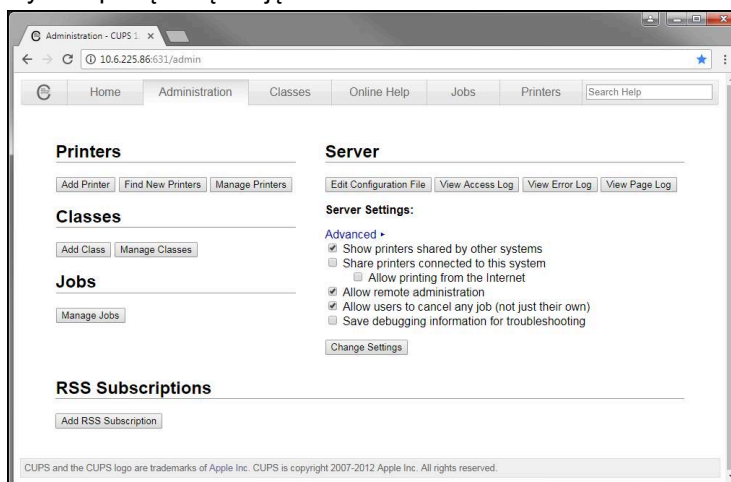 Administration - CUPS 1
10.6.225.86:631/admin
Home Administration Classes Online Help Jobs Printers Search Help
Printers
Add Printer Find New Printers Manage Printers
Classes
Add Class Manage Classes
Jobs
Manage Jobs
Server
Edit Configuration File View Access Log View Error Log View Page Log
Server Settings:
Advanced ▸
Show printers shared by other systems
Share printers connected to this system
Allow printing from the Internet
Allow remote administration
Allow users to cancel any job (not just their own)
Save debugging information for troubleshooting
Change Settings
RSS Subscriptions
Add RSS Subscription
CUPS and the CUPS logo are trademarks of Apple Inc. CUPS is copyright 2007-2012 Apple Inc. All rights reserved.